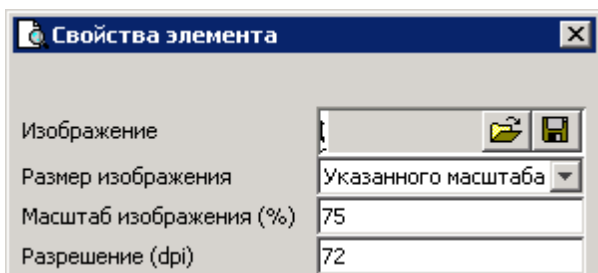 Свойства элемента
Изображение
Размер изображения Указанного масштаба
Масштаб изображения (%) 75
Разрешение (dpi) 72